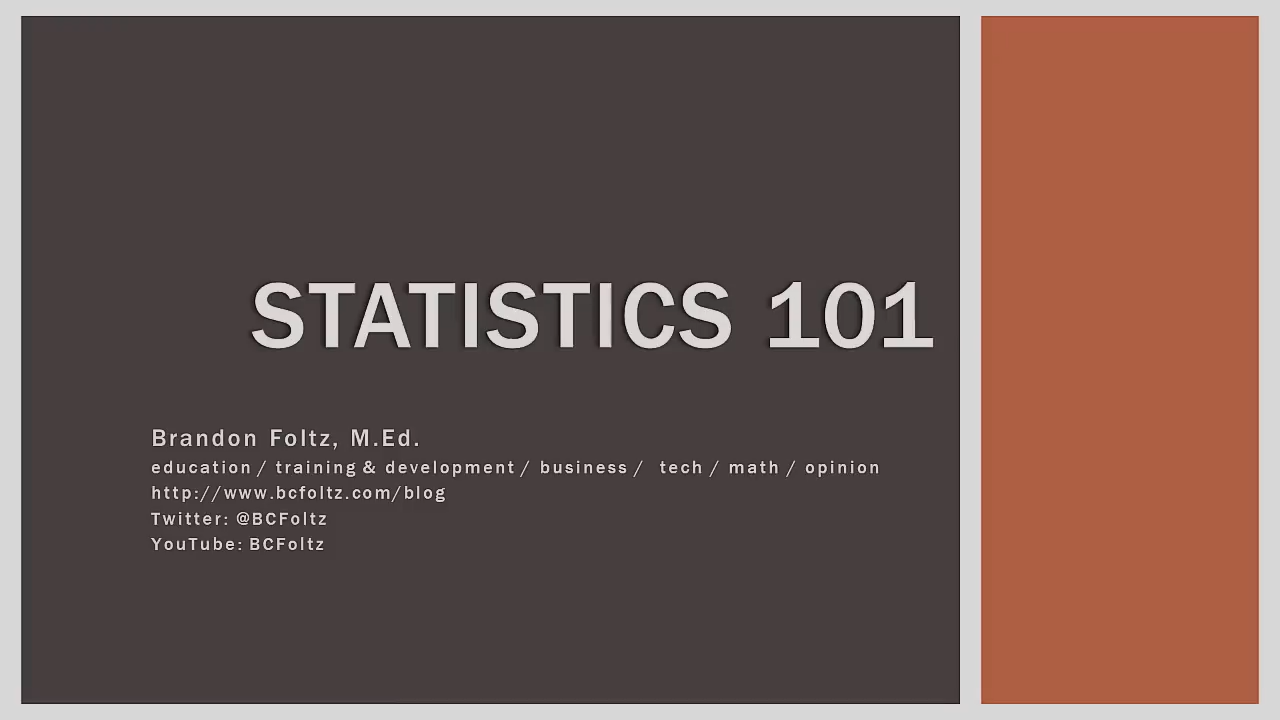 STATISTICS 101
Brandon Foltz, M.Ed.
education / training & development / business / tech / math / opinion
http://www.bcfoltz.com/blog
Twitter: @BCFoltz
YouTube: BCFoltz